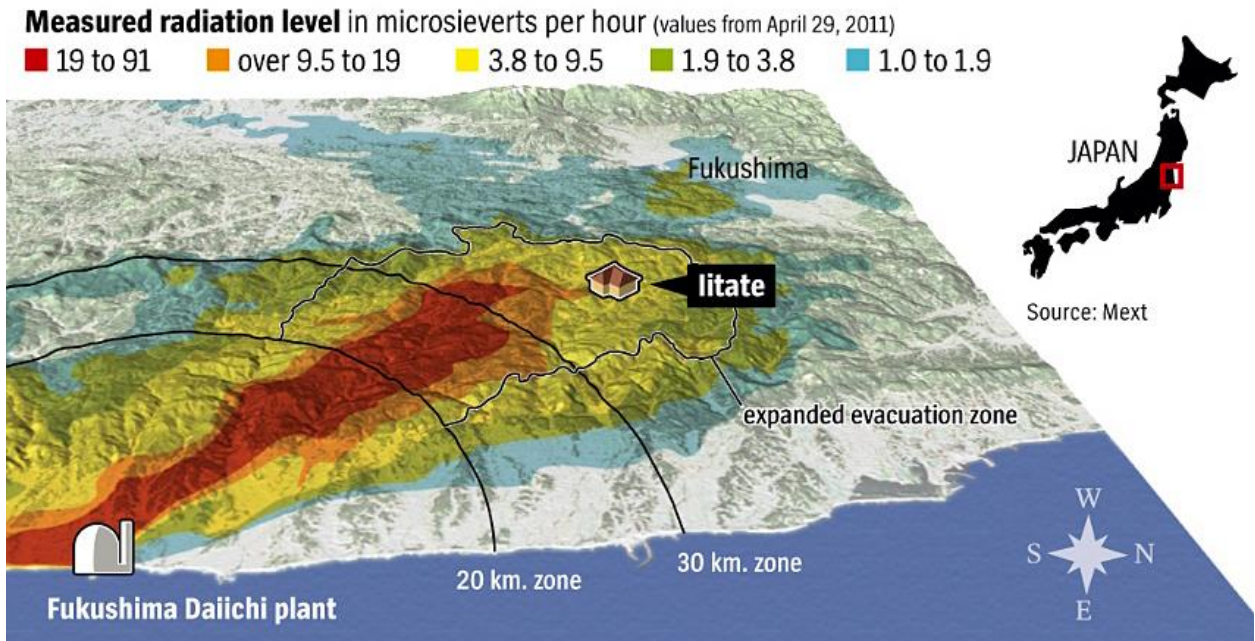 Measured radiation level in microsieverts per hour (values from April 29, 2011)
19 to 91 over 9.5 to 19 3.8 to 9.5 1.9 to 3.8 1.0 to 1.9
Fukushima
JAPAN
Iitate
Source: Mext
expanded evacuation zone
W
S N
E
20 km. zone
30 km. zone
Fukushima Daiichi plant